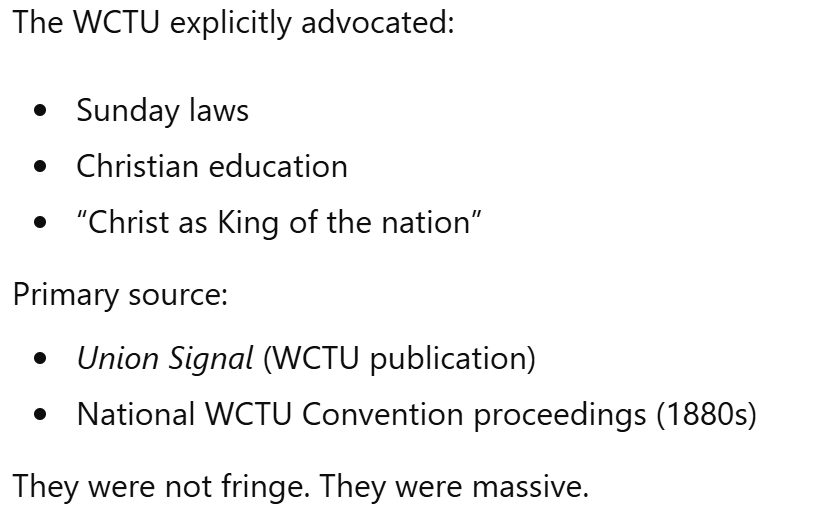 The WCTU explicitly advocated:
• Sunday laws
• Christian education
• “Christ as King of the nation”
Primary source:
• Union Signal (WCTU publication)
• National WCTU Convention proceedings (1880s)
They were not fringe. They were massive.